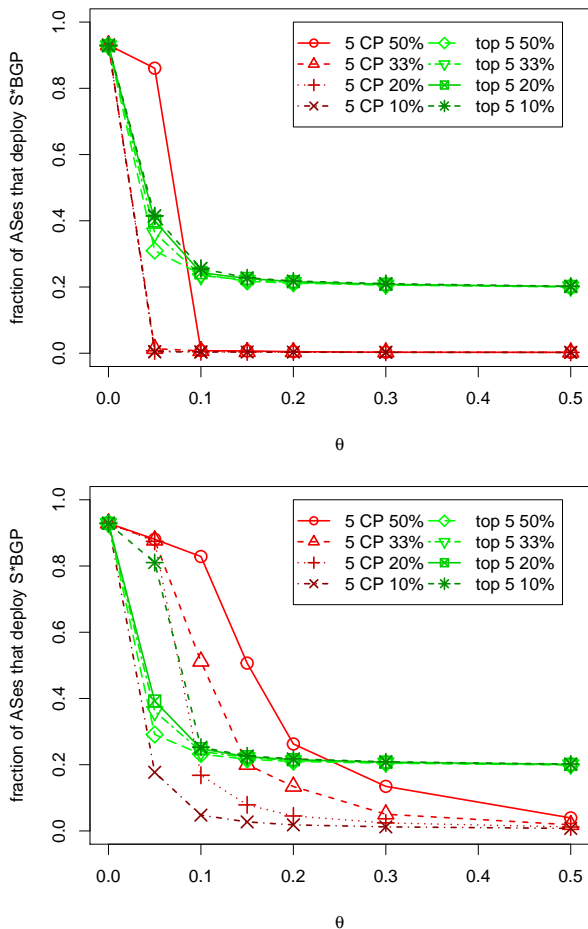 fraction of ASes that deploy S*BGP
1.0
0.8
0.6
0.4
0.2
0.0
5 CP 50% top 5 50%
5 CP 33% top 5 33%
5 CP 20% top 5 20%
5 CP 10% top 5 10%
0.0 0.1 0.2 0.3 0.4 0.5
θ
fraction of ASes that deploy S*BGP
1.0
0.8
0.6
0.4
0.2
0.0
5 CP 50% top 5 50%
5 CP 33% top 5 33%
5 CP 20% top 5 20%
5 CP 10% top 5 10%
0.0 0.1 0.2 0.3 0.4 0.5
θ